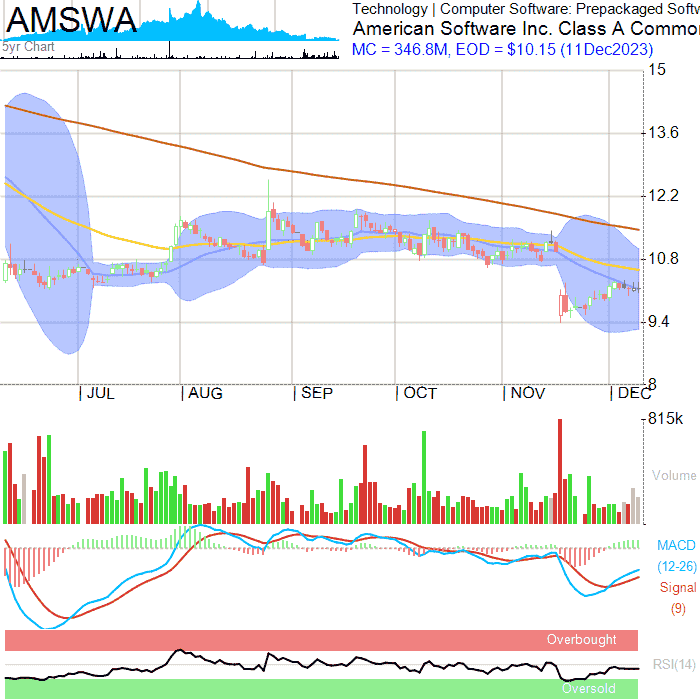 AMSWA
5yr Chart
Technology | Computer Software: Prepackaged Softw
American Software Inc. Class A Common
MC = 346.8M, EOD = $10.15 (11Dec2023)
15
13.6
12.2
10.8
9.4
8
| JUL | AUG | SEP | OCT | NOV | DEC
815k
Volume
MACD
(12-26)
Signal
(9)
Overbought
RSI(14)
Oversold